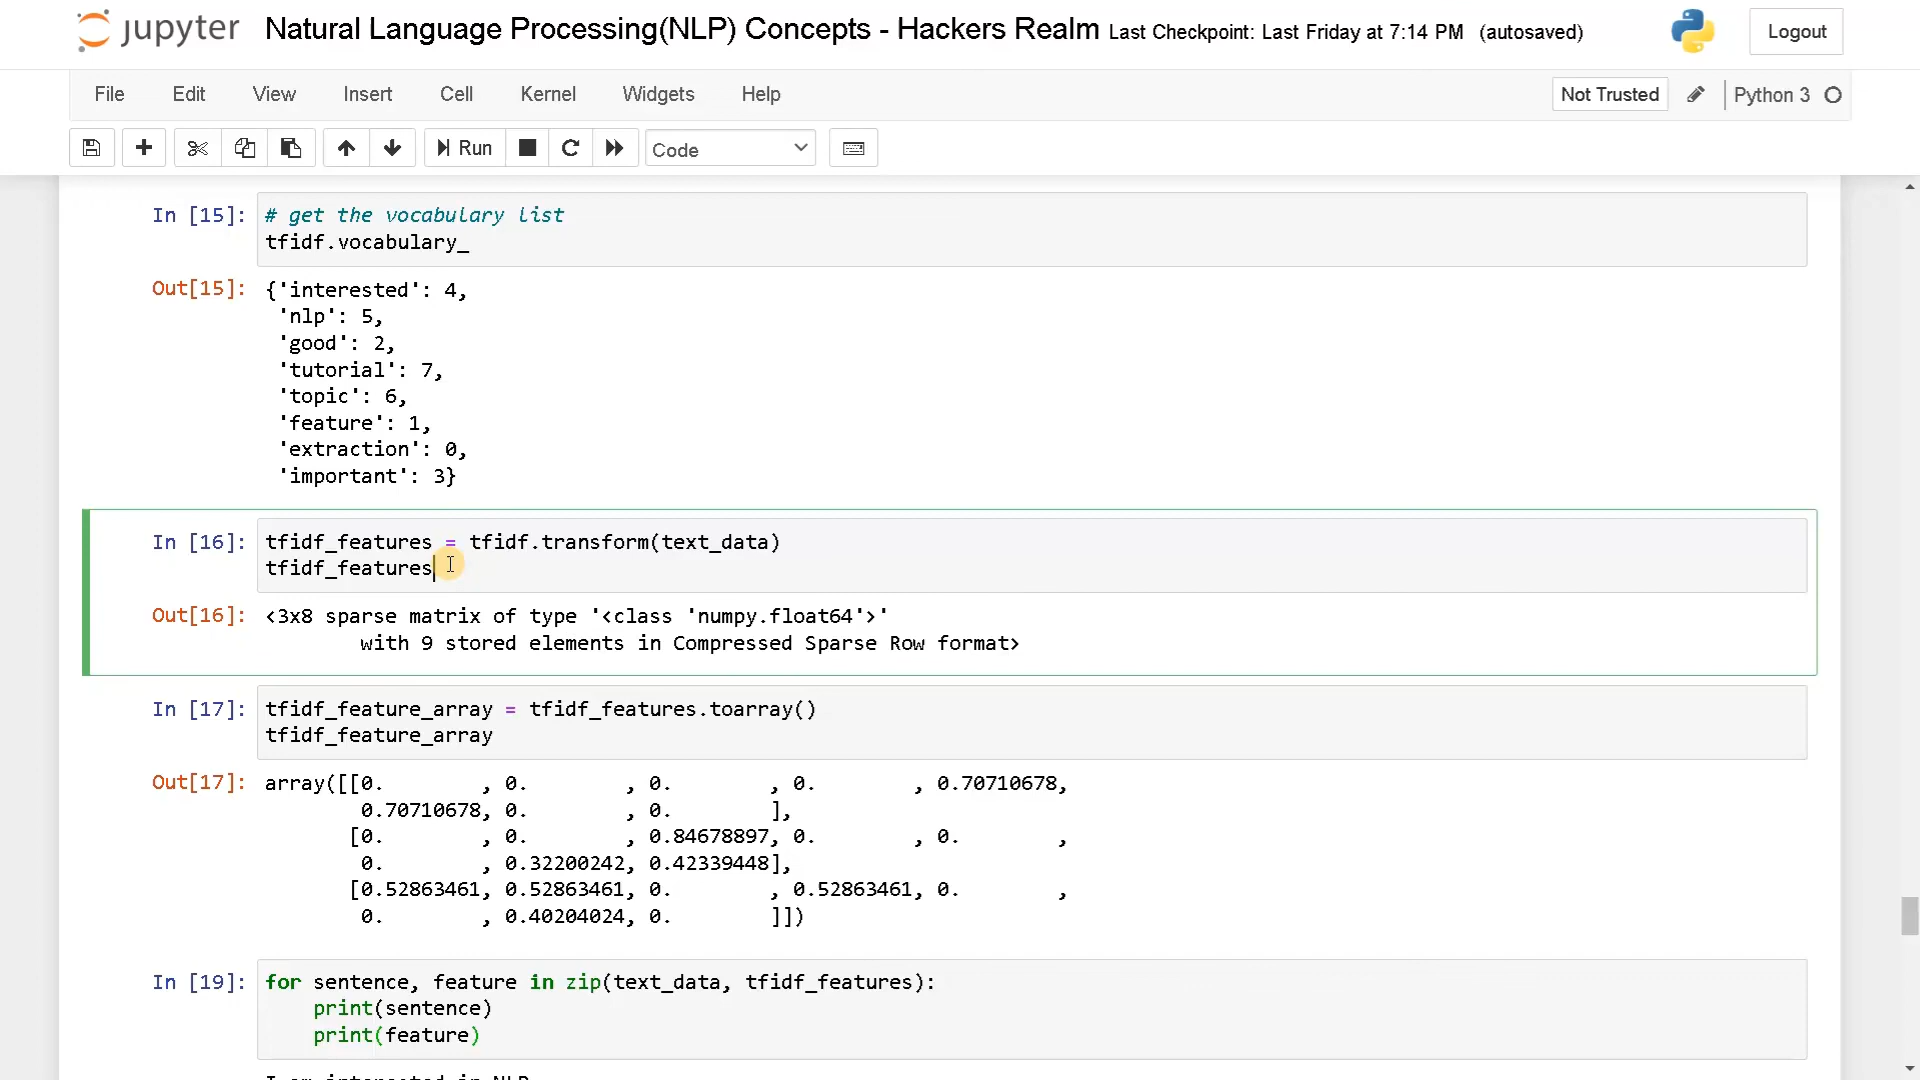 jupyter Natural Language Processing(NLP) Concepts - Hackers Realm Last Checkpoint: Last Friday at 7:14 PM (autosaved) Logout
File Edit View Insert Cell Kernel Widgets Help Not Trusted Python 3
Run Code
In [15]: # get the vocabulary list
tfidf.vocabulary_
Out[15]: {'interested': 4,
'nlp': 5,
'good': 2,
'tutorial': 7,
'topic': 6,
'feature': 1,
'extraction': 0,
'important': 3}
In [16]: tfidf_features = tfidf.transform(text_data)
tfidf_features
Out[16]: <3x8 sparse matrix of type '<class 'numpy.float64'>'
with 9 stored elements in Compressed Sparse Row format>
In [17]: tfidf_feature_array = tfidf_features.toarray()
tfidf_feature_array
Out[17]: array([[0. , 0. , 0. , 0. , 0.70710678,
0.70710678, 0. , 0. ],
[0. , 0. , 0.84678897, 0. , 0. ,
0. , 0.32200242, 0.42339448],
[0.52863461, 0.52863461, 0. , 0.52863461, 0. ,
0. , 0.40204024, 0. ]])
In [19]: for sentence, feature in zip(text_data, tfidf_features):
print(sentence)
print(feature)